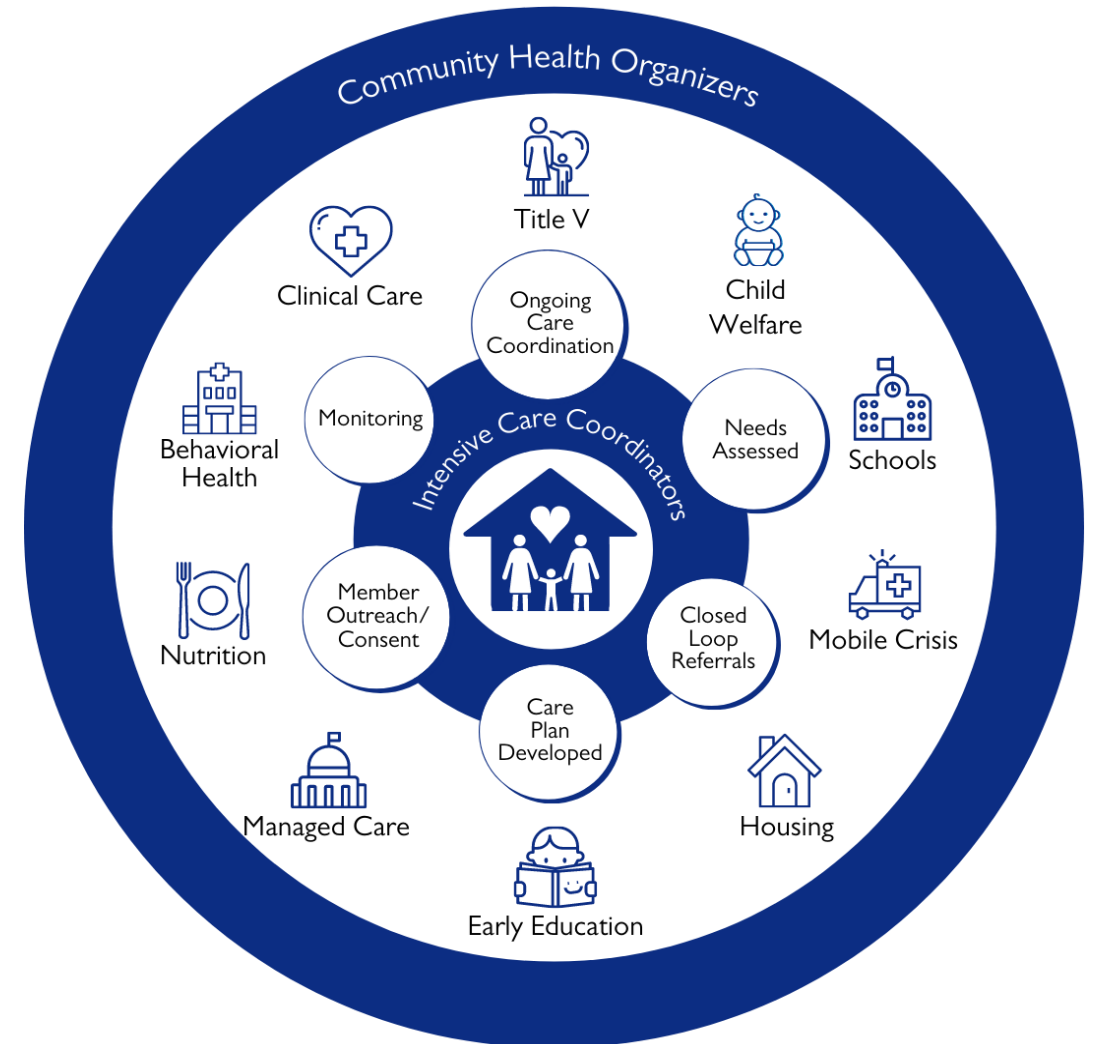 Community Health Organizers
Title V
Clinical Care
Child
Welfare
Ongoing
Care
Coordination
Monitoring
Needs
Assessed
Behavioral
Health
Schools
Intensive Care Coordinators
Member
Outreach/
Consent
Closed
Loop
Referrals
Nutrition
Mobile Crisis
Care
Plan
Developed
Managed Care
Housing
Early Education